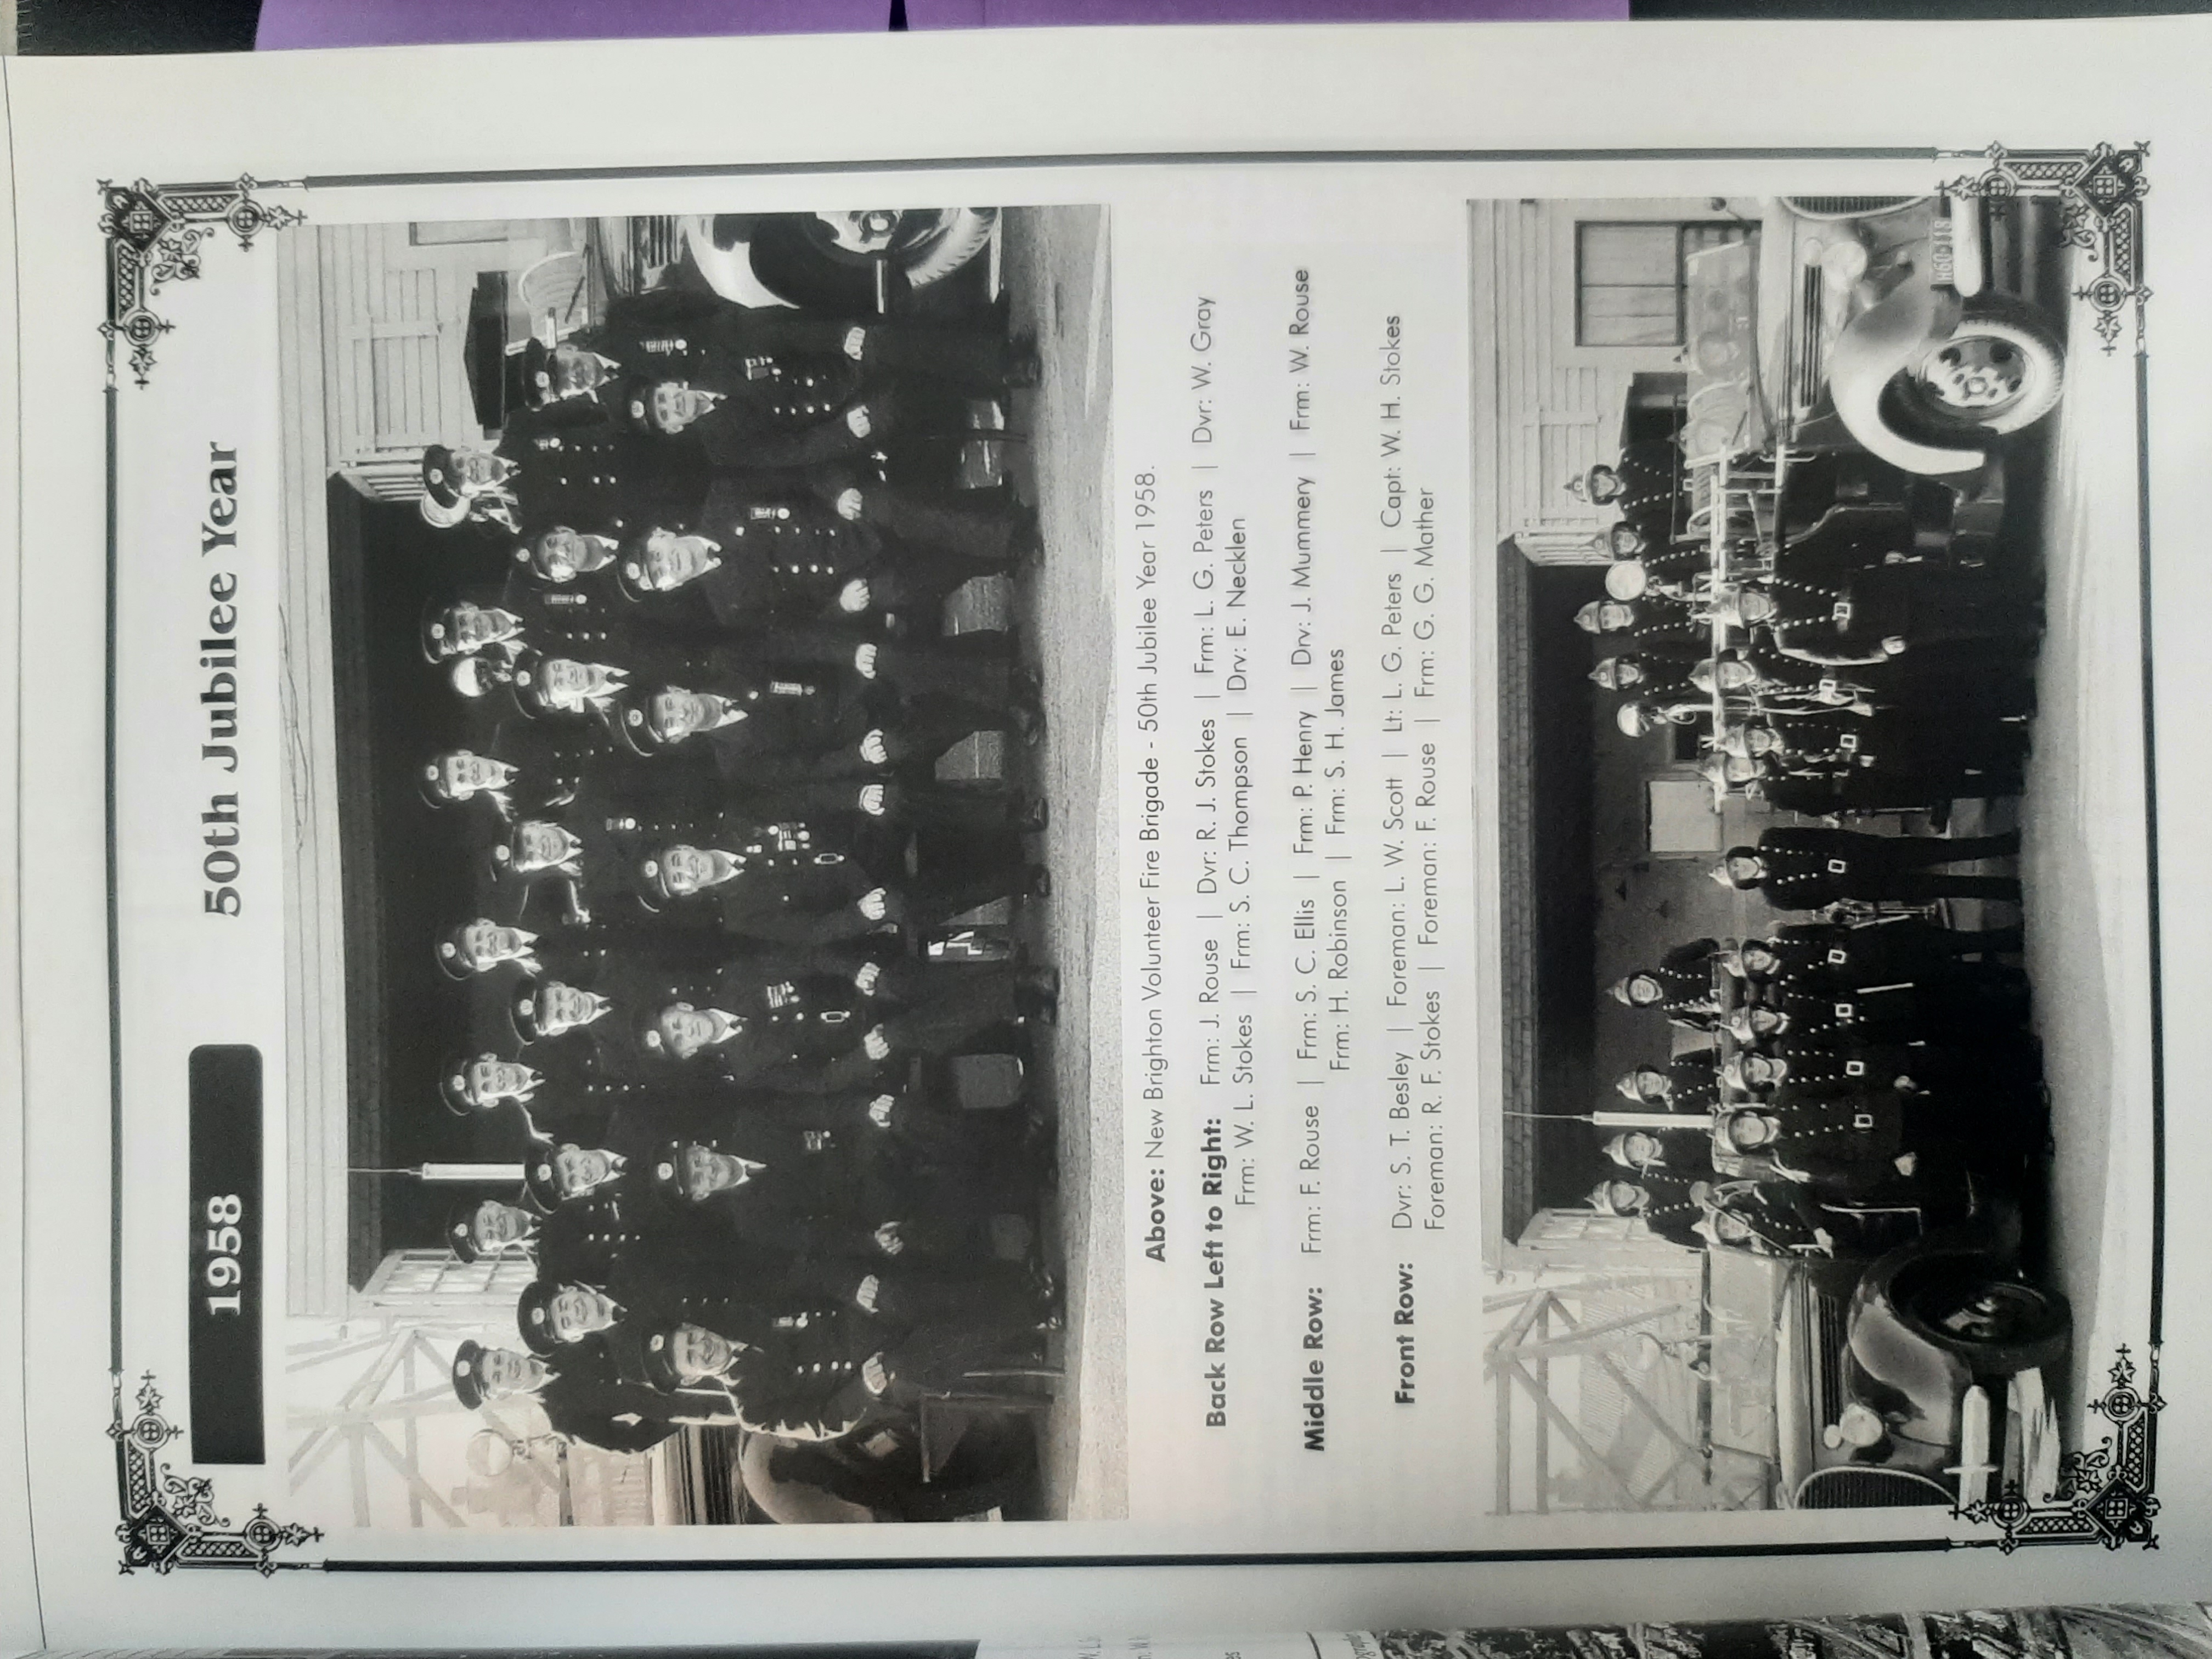 1958
50th Jubilee Year
Above: New Brighton Volunteer Fire Brigade - 50th Jubilee Year 1958.
Back Row Left to Right: Frm: J. Rouse | Dvr: R. J. Stokes | Frm: L. G. Peters | Dvr: W. Gray
Frm: W. L. Stokes | Frm: S. C. Thompson | Drv: E. Necklen
Middle Row: Frm: F. Rouse | Frm: S. C. Ellis | Frm: P. Henry | Drv: J. Mummery | Frm: W. Rouse
Frm: H. Robinson | Frm: S. H. James
Front Row: Dvr: S. T. Besley | Foreman: L. W. Scott | Lt: L. G. Peters | Capt: W. H. Stokes
Foreman: R. F. Stokes | Foreman: F. Rouse | Frm: G. G. Mather
H60-118